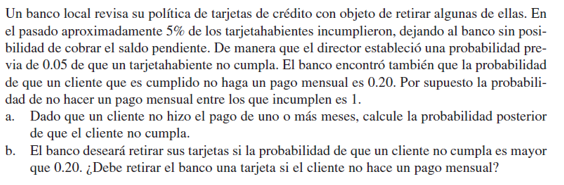 Un banco local revisa su política de tarjetas de crédito con objeto de retirar algunas de ellas. En
el pasado aproximadamente 5% de los tarjetahabientes incumplieron, dejando al banco sin posi-
bilidad de cobrar el saldo pendiente. De manera que el director estableció una probabilidad pre-
via de 0.05 de que un tarjetahabiente no cumpla. El banco encontró también que la probabilidad
de que un cliente que es cumplido no haga un pago mensual es 0.20. Por supuesto la probabili-
dad de no hacer un pago mensual entre los que incumplen es 1.
a. Dado que un cliente no hizo el pago de uno o más meses, calcule la probabilidad posterior
de que el cliente no cumpla.
b. El banco deseará retirar sus tarjetas si la probabilidad de que un cliente no cumpla es mayor
que 0.20. ¿Debe retirar el banco una tarjeta si el cliente no hace un pago mensual?